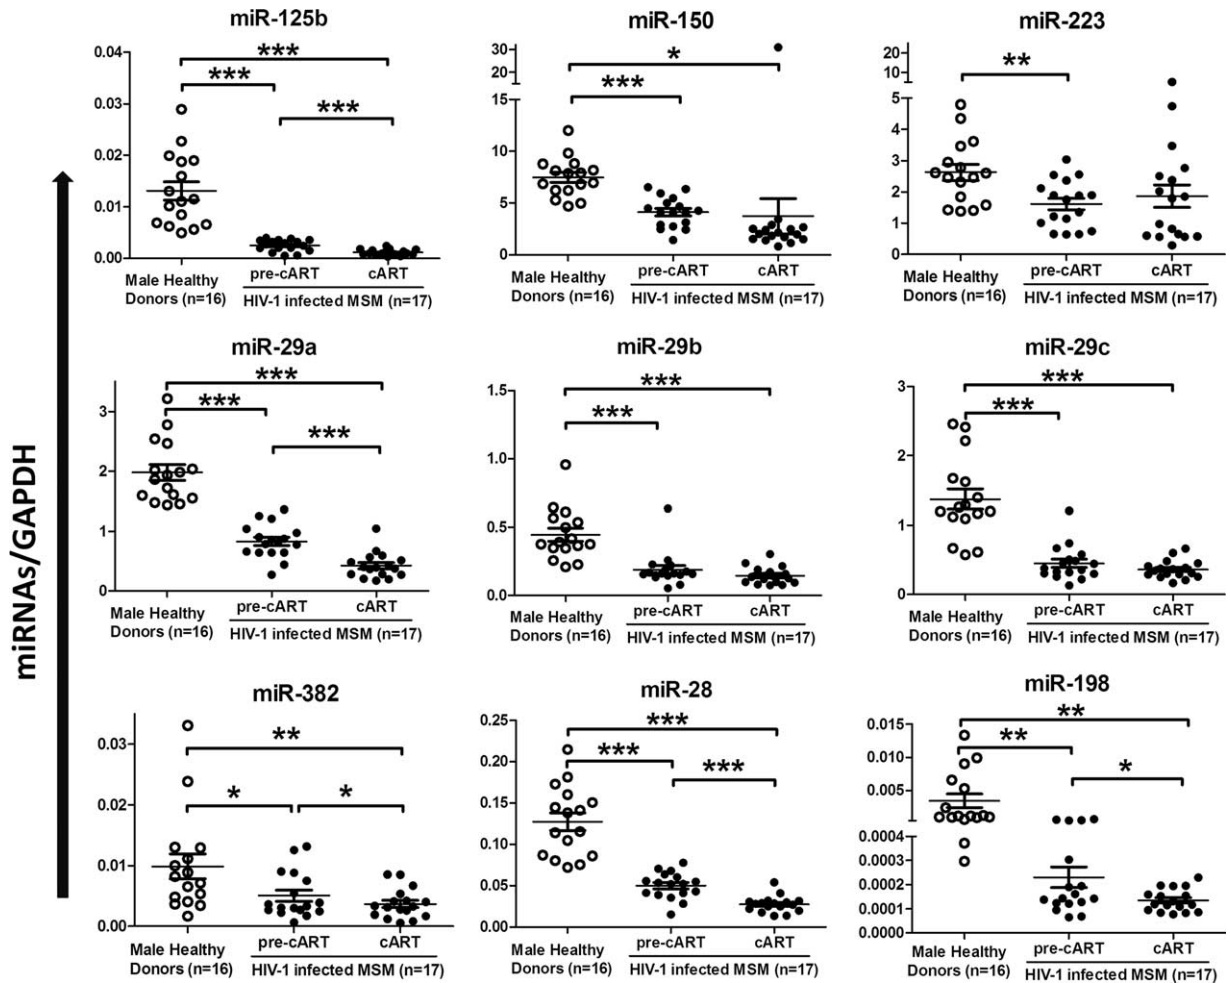 miRNAs/GAPDH
miR-125b
0.04
0.03
0.02
0.01
0.00
***
***
***
Male Healthy
Donors (n=16)
pre-cART
cART
HIV-1 infected MSM (n=17)
miR-150
30
20
15
10
5
0
*
***
Male Healthy
Donors (n=16)
pre-cART
cART
HIV-1 infected MSM (n=17)
miR-223
20
10
5
4
3
2
1
0
**
Male Healthy
Donors (n=16)
pre-cART
cART
HIV-1 infected MSM (n=17)
miR-29a
3
2
1
0
***
***
***
Male Healthy
Donors (n=16)
pre-cART
cART
HIV-1 infected MSM (n=17)
miR-29b
1.5
1.0
0.5
0.0
***
***
Male Healthy
Donors (n=16)
pre-cART
cART
HIV-1 infected MSM (n=17)
miR-29c
3
2
1
0
***
***
Male Healthy
Donors (n=16)
pre-cART
cART
HIV-1 infected MSM (n=17)
miR-382
0.03
0.02
0.01
0.00
**
*
*
Male Healthy
Donors (n=16)
pre-cART
cART
HIV-1 infected MSM (n=17)
miR-28
0.25
0.20
0.15
0.10
0.05
0.00
***
***
***
Male Healthy
Donors (n=16)
pre-cART
cART
HIV-1 infected MSM (n=17)
miR-198
0.015
0.010
0.005
0.000
0.0004
0.0003
0.0002
0.0001
0.0000
**
**
*
Male Healthy
Donors (n=16)
pre-cART
cART
HIV-1 infected MSM (n=17)